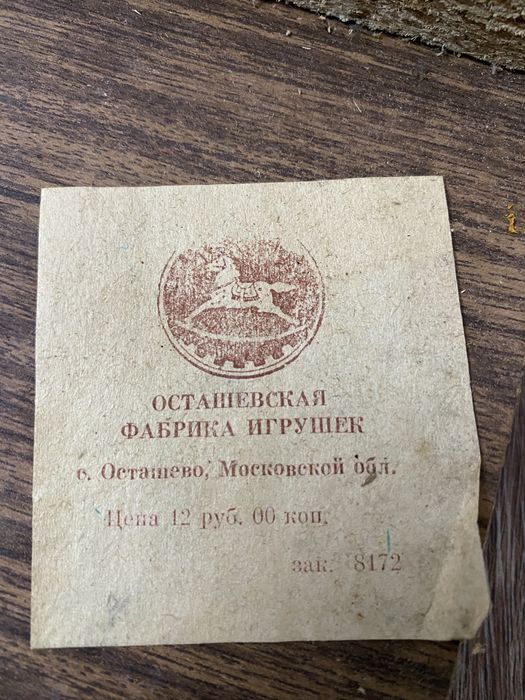 ОСТАШЕВСКАЯ
ФАБРИКА ИГРУШЕК
с. Осташево, Московской обл.
Цена 12 руб. 00 коп.
зак. 8172